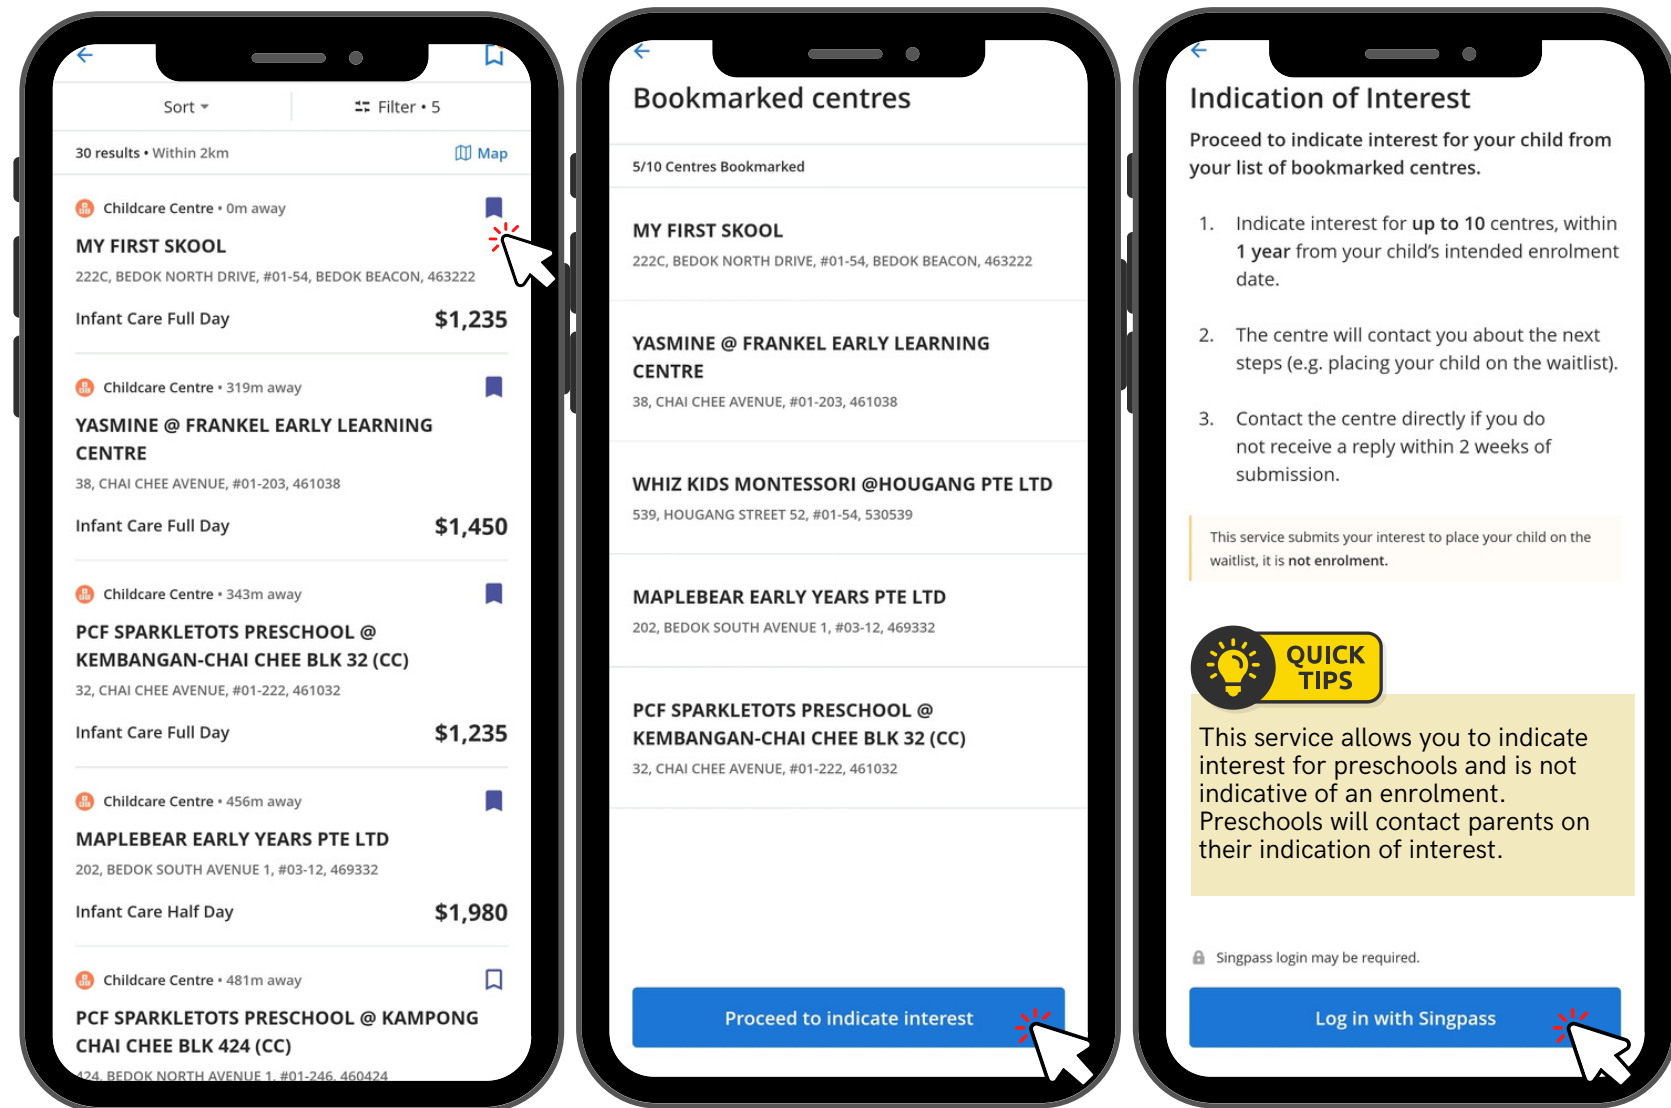 Sort
Filter • 5
30 results • Within 2km
Map
Childcare Centre • 0m away
MY FIRST SKOOL
222C, BEDOK NORTH DRIVE, #01-54, BEDOK BEACON, 463222
Infant Care Full Day
$1,235
Childcare Centre • 319m away
YASMINE @ FRANKEL EARLY LEARNING
CENTRE
38, CHAI CHEE AVENUE, #01-203, 461038
Infant Care Full Day
$1,450
Childcare Centre • 343m away
PCF SPARKLETOTS PRESCHOOL @
KEMBANGAN-CHAI CHEE BLK 32 (CC)
32, CHAI CHEE AVENUE, #01-222, 461032
Infant Care Full Day
$1,235
Childcare Centre • 456m away
MAPLEBEAR EARLY YEARS PTE LTD
202, BEDOK SOUTH AVENUE 1, #03-12, 469332
Infant Care Half Day
$1,980
Childcare Centre • 481m away
PCF SPARKLETOTS PRESCHOOL @ KAMPONG
CHAI CHEE BLK 424 (CC)
424, BEDOK NORTH AVENUE 1, #01-246, 460424
Bookmarked centres
5/10 Centres Bookmarked
MY FIRST SKOOL
222C, BEDOK NORTH DRIVE, #01-54, BEDOK BEACON, 463222
YASMINE @ FRANKEL EARLY LEARNING
CENTRE
38, CHAI CHEE AVENUE, #01-203, 461038
WHIZ KIDS MONTESSORI @HOUGANG PTE LTD
539, HOUGANG STREET 52, #01-54, 530539
MAPLEBEAR EARLY YEARS PTE LTD
202, BEDOK SOUTH AVENUE 1, #03-12, 469332
PCF SPARKLETOTS PRESCHOOL @
KEMBANGAN-CHAI CHEE BLK 32 (CC)
32, CHAI CHEE AVENUE, #01-222, 461032
Proceed to indicate interest
Indication of Interest
Proceed to indicate interest for your child from
your list of bookmarked centres.
1. Indicate interest for up to 10 centres, within
1 year from your child's intended enrolment
date.
2. The centre will contact you about the next
steps (e.g. placing your child on the waitlist).
3. Contact the centre directly if you do
not receive a reply within 2 weeks of
submission.
This service submits your interest to place your child on the
waitlist, it is not enrolment.
QUICK
TIPS
This service allows you to indicate
interest for preschools and is not
indicative of an enrolment.
Preschools will contact parents on
their indication of interest.
Singpass login may be required.
Log in with Singpass